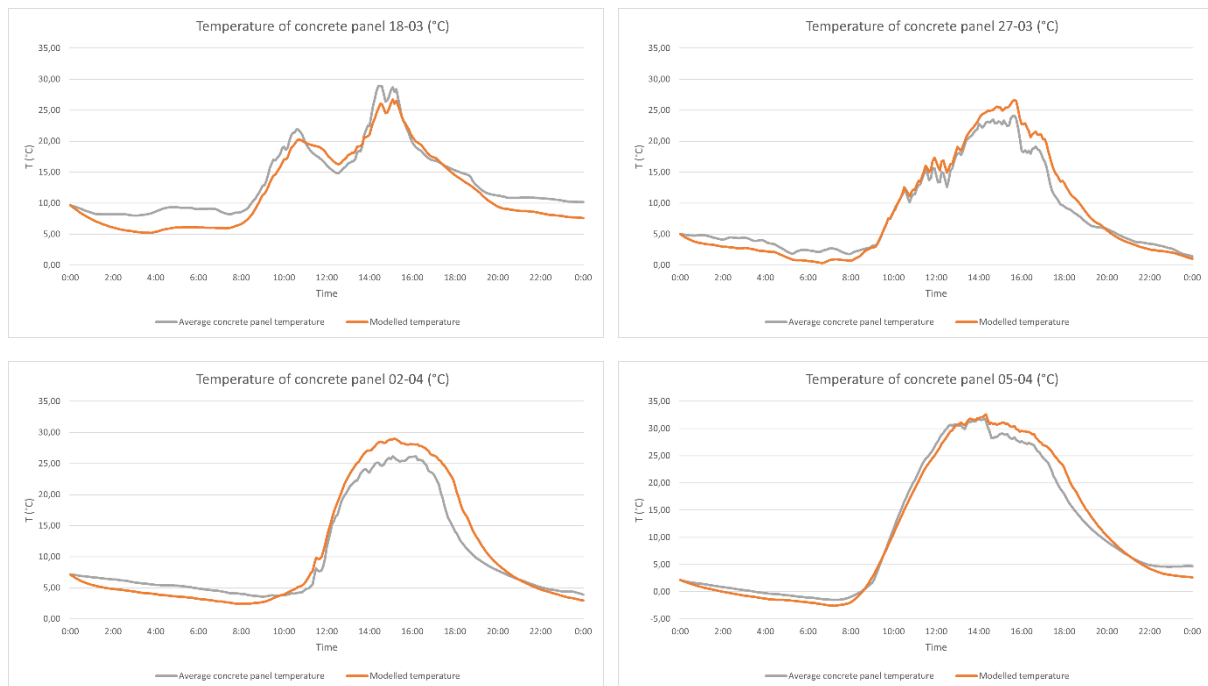 Temperature of concrete panel 18-03 (°C)
35,00
30,00
25,00
20,00
15,00
10,00
5,00
0,00
T (°C)
0:00 2:00 4:00 6:00 8:00 10:00 12:00 14:00 16:00 18:00 20:00 22:00 0:00
Time
Average concrete panel temperature Modelled temperature
Temperature of concrete panel 27-03 (°C)
35,00
30,00
25,00
20,00
15,00
10,00
5,00
0,00
T (°C)
0:00 2:00 4:00 6:00 8:00 10:00 12:00 14:00 16:00 18:00 20:00 22:00 0:00
Time
Average concrete panel temperature Modelled temperature
Temperature of concrete panel 02-04 (°C)
35,00
30,00
25,00
20,00
15,00
10,00
5,00
0,00
T (°C)
0:00 2:00 4:00 6:00 8:00 10:00 12:00 14:00 16:00 18:00 20:00 22:00 0:00
Time
Average concrete panel temperature Modelled temperature
Temperature of concrete panel 05-04 (°C)
35,00
30,00
25,00
20,00
15,00
10,00
5,00
0,00
-5,00
T (°C)
0:00 2:00 4:00 6:00 8:00 10:00 12:00 14:00 16:00 18:00 20:00 22:00 0:00
Time
Average concrete panel temperature Modelled temperature